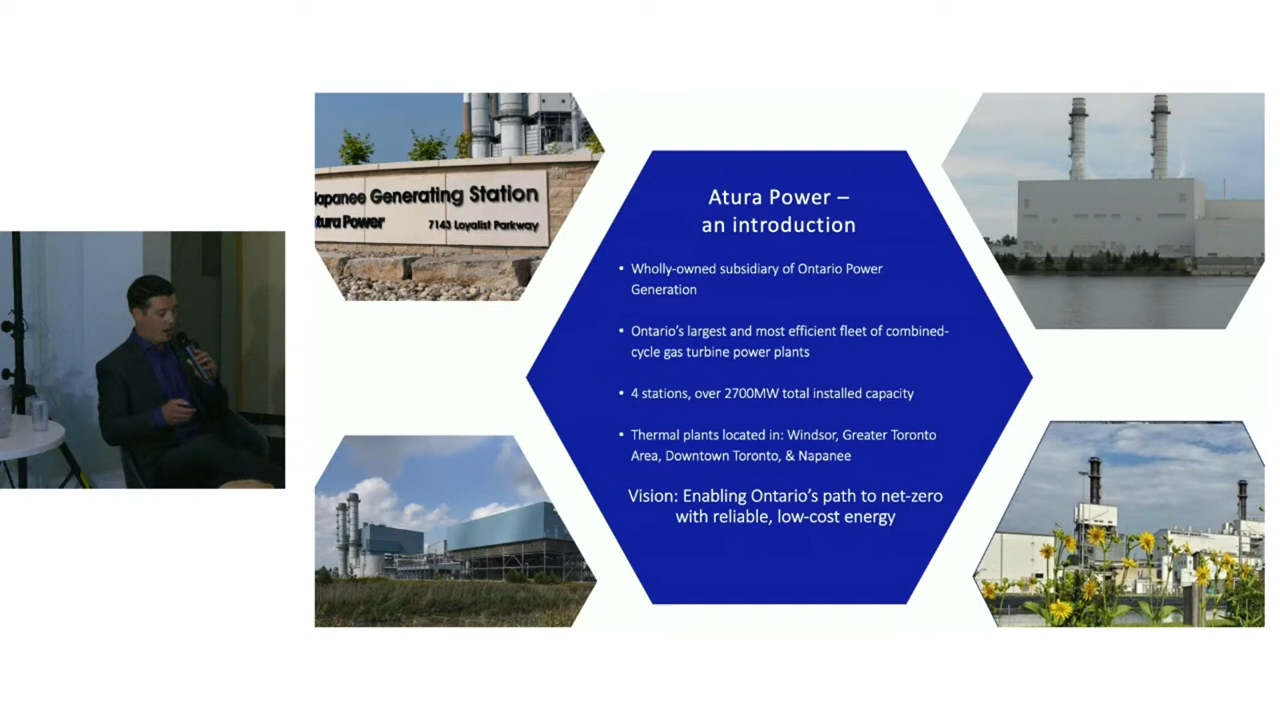 Generating Station
Power
7143 Loyalist Parkway
Atura Power –
an introduction
• Wholly-owned subsidiary of Ontario Power
Generation
• Ontario’s largest and most efficient fleet of combined-
cycle gas turbine power plants
• 4 stations, over 2700MW total installed capacity
• Thermal plants located in: Windsor, Greater Toronto
Area, Downtown Toronto, & Napanee
Vision: Enabling Ontario’s path to net-zero
with reliable, low-cost energy